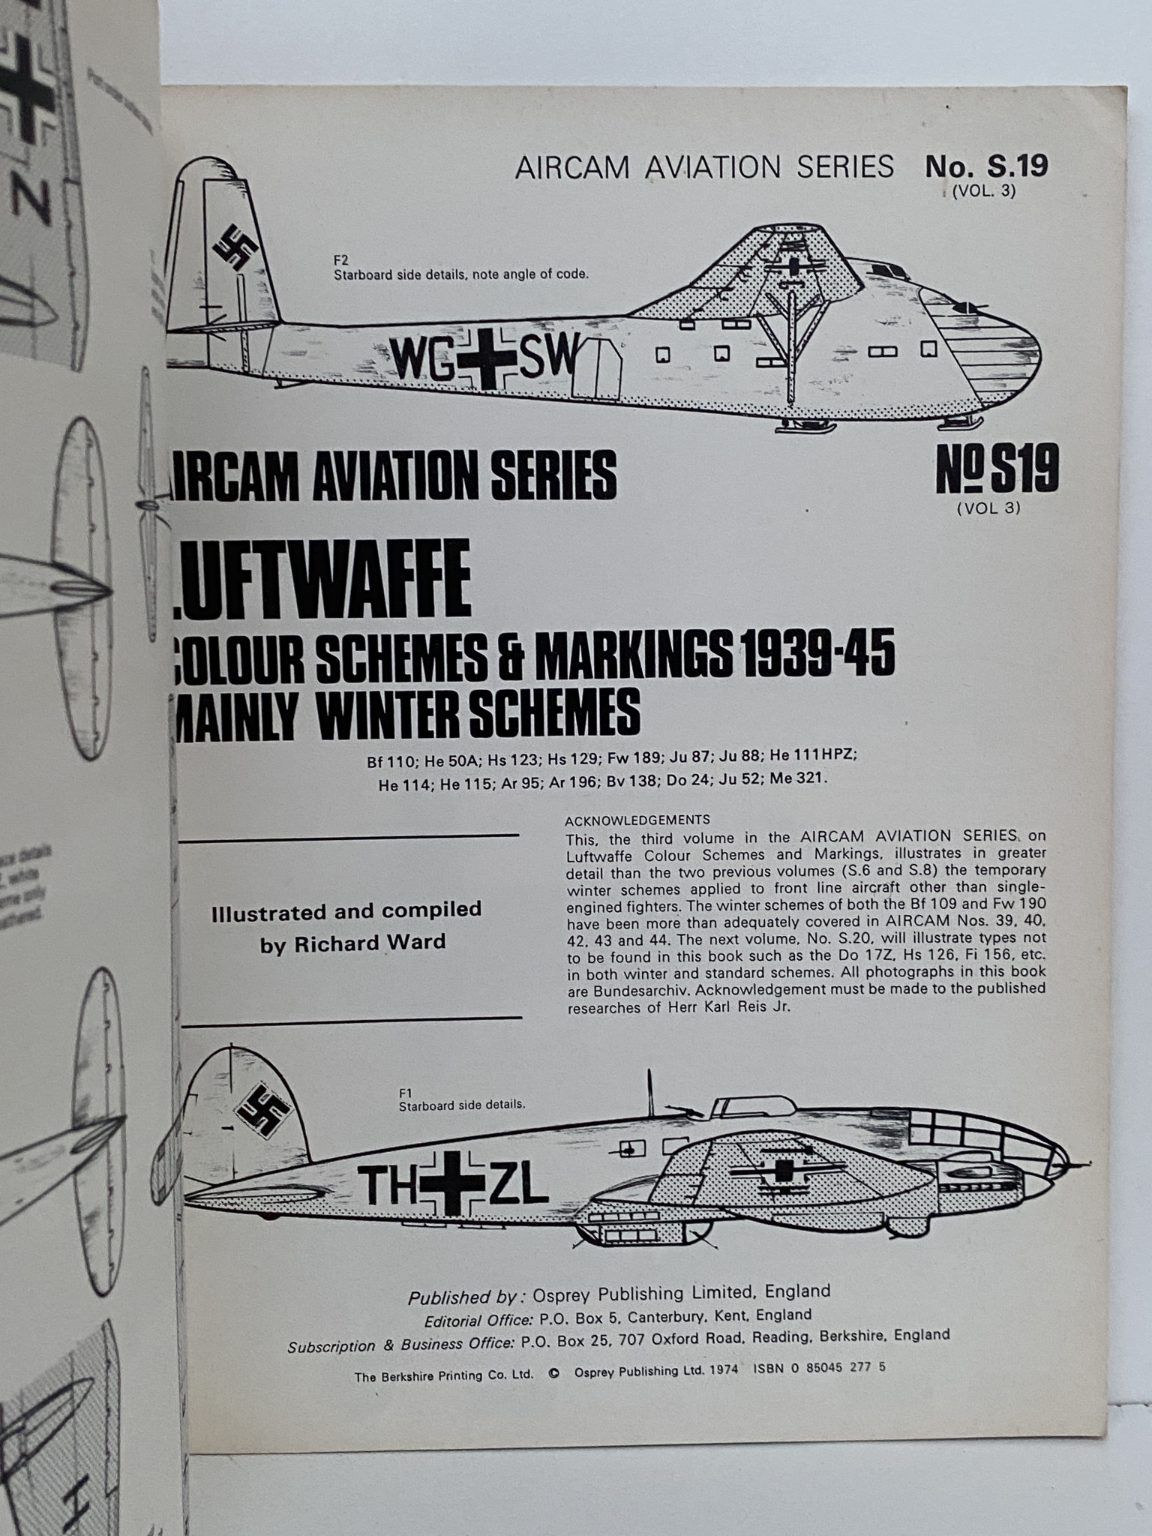 AIRCAM AVIATION SERIES No. S.19
(VOL. 3)
F2
Starboard side details, note angle of code.
WG SW
AIRCAM AVIATION SERIES
No S19
(VOL 3)
LUFTWAFFE
COLOUR SCHEMES & MARKINGS 1939-45
MAINLY WINTER SCHEMES
Bf 110; He 50A; Hs 123; Hs 129; Fw 189; Ju 87; Ju 88; He 111HPZ;
He 114; He 115; Ar 95; Ar 196; Bv 138; Do 24; Ju 52; Me 321.
Illustrated and compiled
by Richard Ward
ACKNOWLEDGEMENTS
This, the third volume in the AIRCAM AVIATION SERIES, on
Luftwaffe Colour Schemes and Markings, illustrates in greater
detail than the two previous volumes (S.6 and S.8) the temporary
winter schemes applied to front line aircraft other than single-
engined fighters. The winter schemes of both the Bf 109 and Fw 190
have been more than adequately covered in AIRCAM Nos. 39, 40,
42, 43 and 44. The next volume, No. S.20, will illustrate types not
to be found in this book such as the Do 17Z, Hs 126, Fi 156, etc.
in both winter and standard schemes. All photographs in this book
are Bundesarchiv. Acknowledgement must be made to the published
researches of Herr Karl Reis Jr.
F1
Starboard side details.
TH ZL
Published by: Osprey Publishing Limited, England
Editorial Office: P.O. Box 5, Canterbury, Kent, England
Subscription & Business Office: P.O. Box 25, 707 Oxford Road, Reading, Berkshire, England
The Berkshire Printing Co. Ltd. © Osprey Publishing Ltd. 1974 ISBN 0 85045 277 5
Z
details
white
only
H